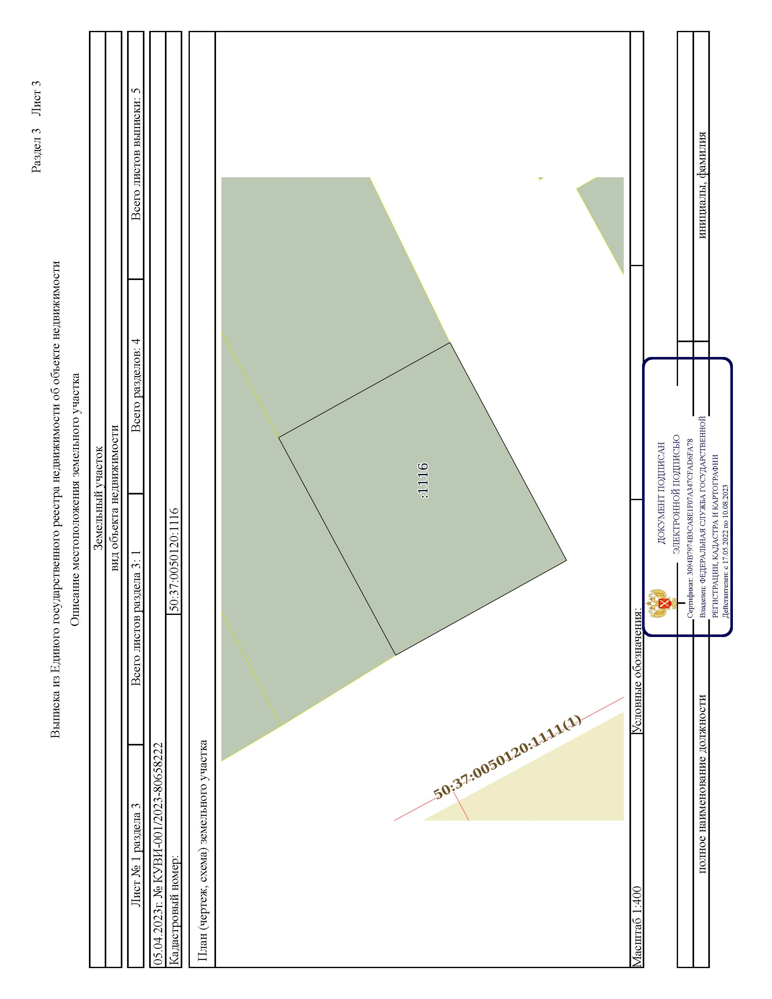 Раздел 3 Лист 3
Выписка из Единого государственного реестра недвижимости об объекте недвижимости
Описание местоположения земельного участка
Земельный участок
вид объекта недвижимости
Лист № 1 раздела 3 Всего листов раздела 3: 1 Всего разделов: 4 Всего листов выписки: 5
05.04.2023г. № КУВИ-001/2023-80658222
Кадастровый номер: 50:37:0050120:1116
План (чертеж, схема) земельного участка
:1116
50:37:0050120:1111(1)
Масштаб 1:400 Условные обозначения:
ДОКУМЕНТ ПОДПИСАН
ЭЛЕКТРОННОЙ ПОДПИСЬЮ
Сертификат: 3094B7974B3CA8E1F07A347CFAD6FA78
Владелец: ФЕДЕРАЛЬНАЯ СЛУЖБА ГОСУДАРСТВЕННОЙ
РЕГИСТРАЦИИ, КАДАСТРА И КАРТОГРАФИИ
Действителен: с 17.05.2022 по 10.08.2023
полное наименование должности инициалы, фамилия